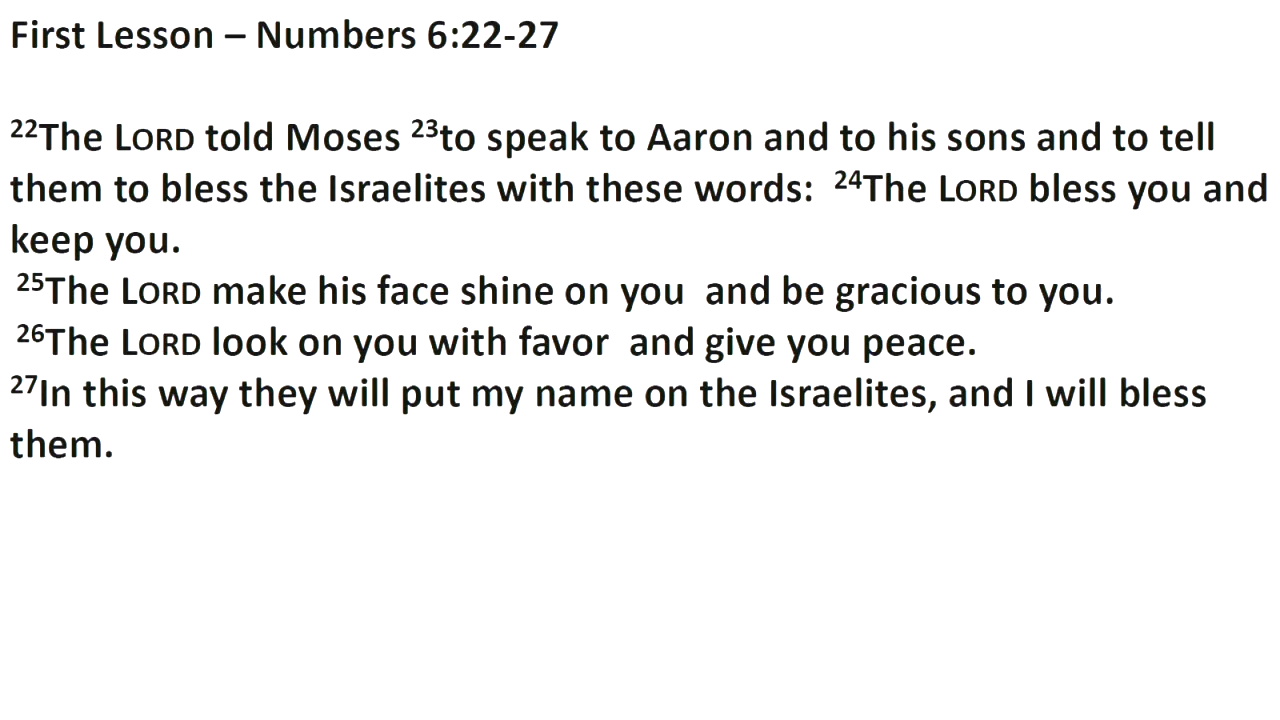 First Lesson – Numbers 6:22-27
²²The LORD told Moses ²³to speak to Aaron and to his sons and to tell
them to bless the Israelites with these words:  ²⁴The LORD bless you and
keep you.
²⁵The LORD make his face shine on you  and be gracious to you.
²⁶The LORD look on you with favor  and give you peace.
²⁷In this way they will put my name on the Israelites, and I will bless
them.